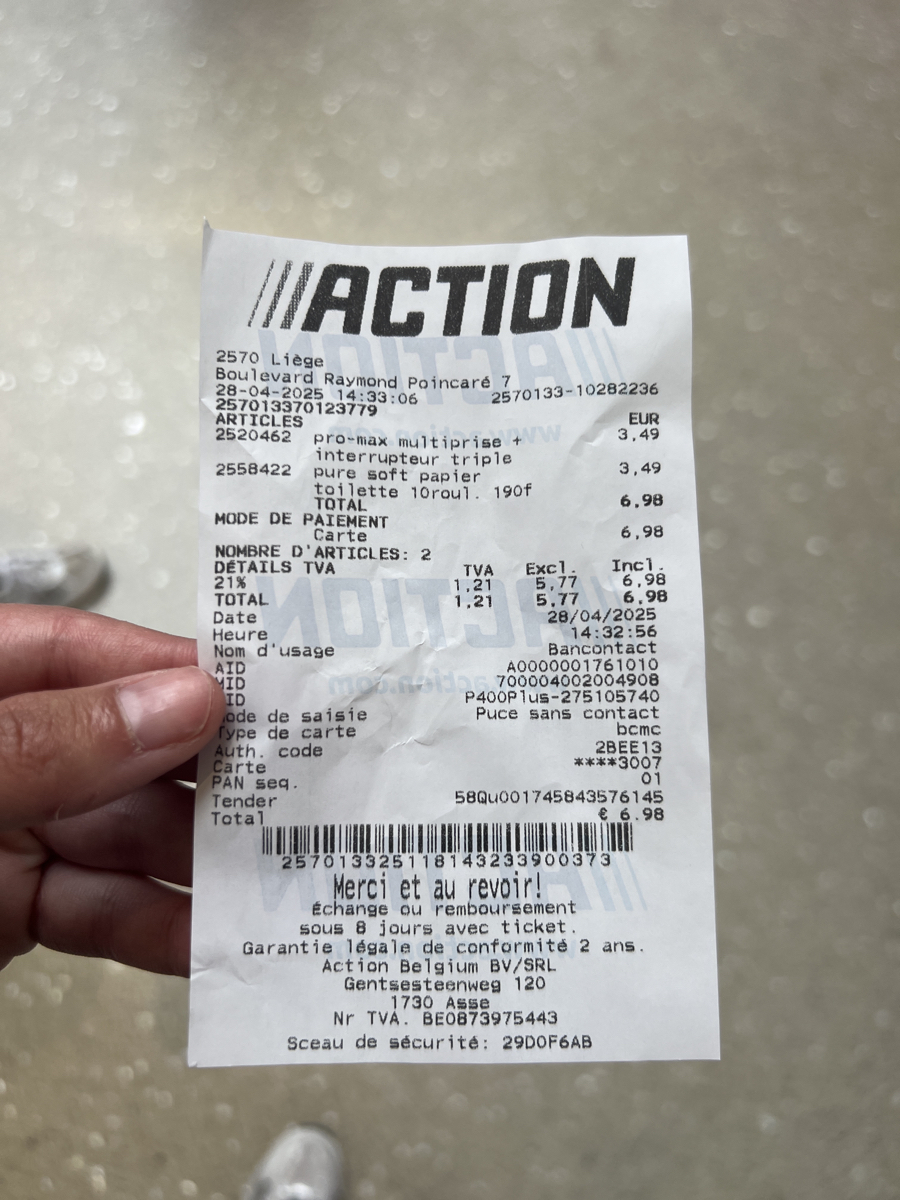 ACTION
2570 Liège
Boulevard Raymond Poincaré 7
28-04-2025 14:33:06 2570133-10282236
257013370123779
ARTICLES EUR
2520462 pro-max multiprise + 3,49
interrupteur triple
2558422 pure soft papier 3,49
toilette 10roul. 190f
TOTAL 6,98
MODE DE PAIEMENT
Carte 6,98
NOMBRE D'ARTICLES: 2
DÉTAILS TVA TVA Excl. Incl.
21% 1,21 5,77 6,98
TOTAL 1,21 5,77 6,98
Date 28/04/2025
Heure 14:32:56
Nom d'usage Bancontact
AID A0000001761010
MID 700004002004908
ID P400Plus-275105740
ode de saisie Puce sans contact
Type de carte bcmc
Auth. code 2BEE13
Carte ****3007
PAN seq. 01
Tender 58Qu001745843576145
Total € 6.98
257013325118143233900373
Merci et au revoir!
Échange ou remboursement
sous 8 jours avec ticket.
Garantie légale de conformité 2 ans.
Action Belgium BV/SRL
Gentsesteenweg 120
1730 Asse
Nr TVA. BE0873975443
Sceau de sécurité: 29D0F6AB